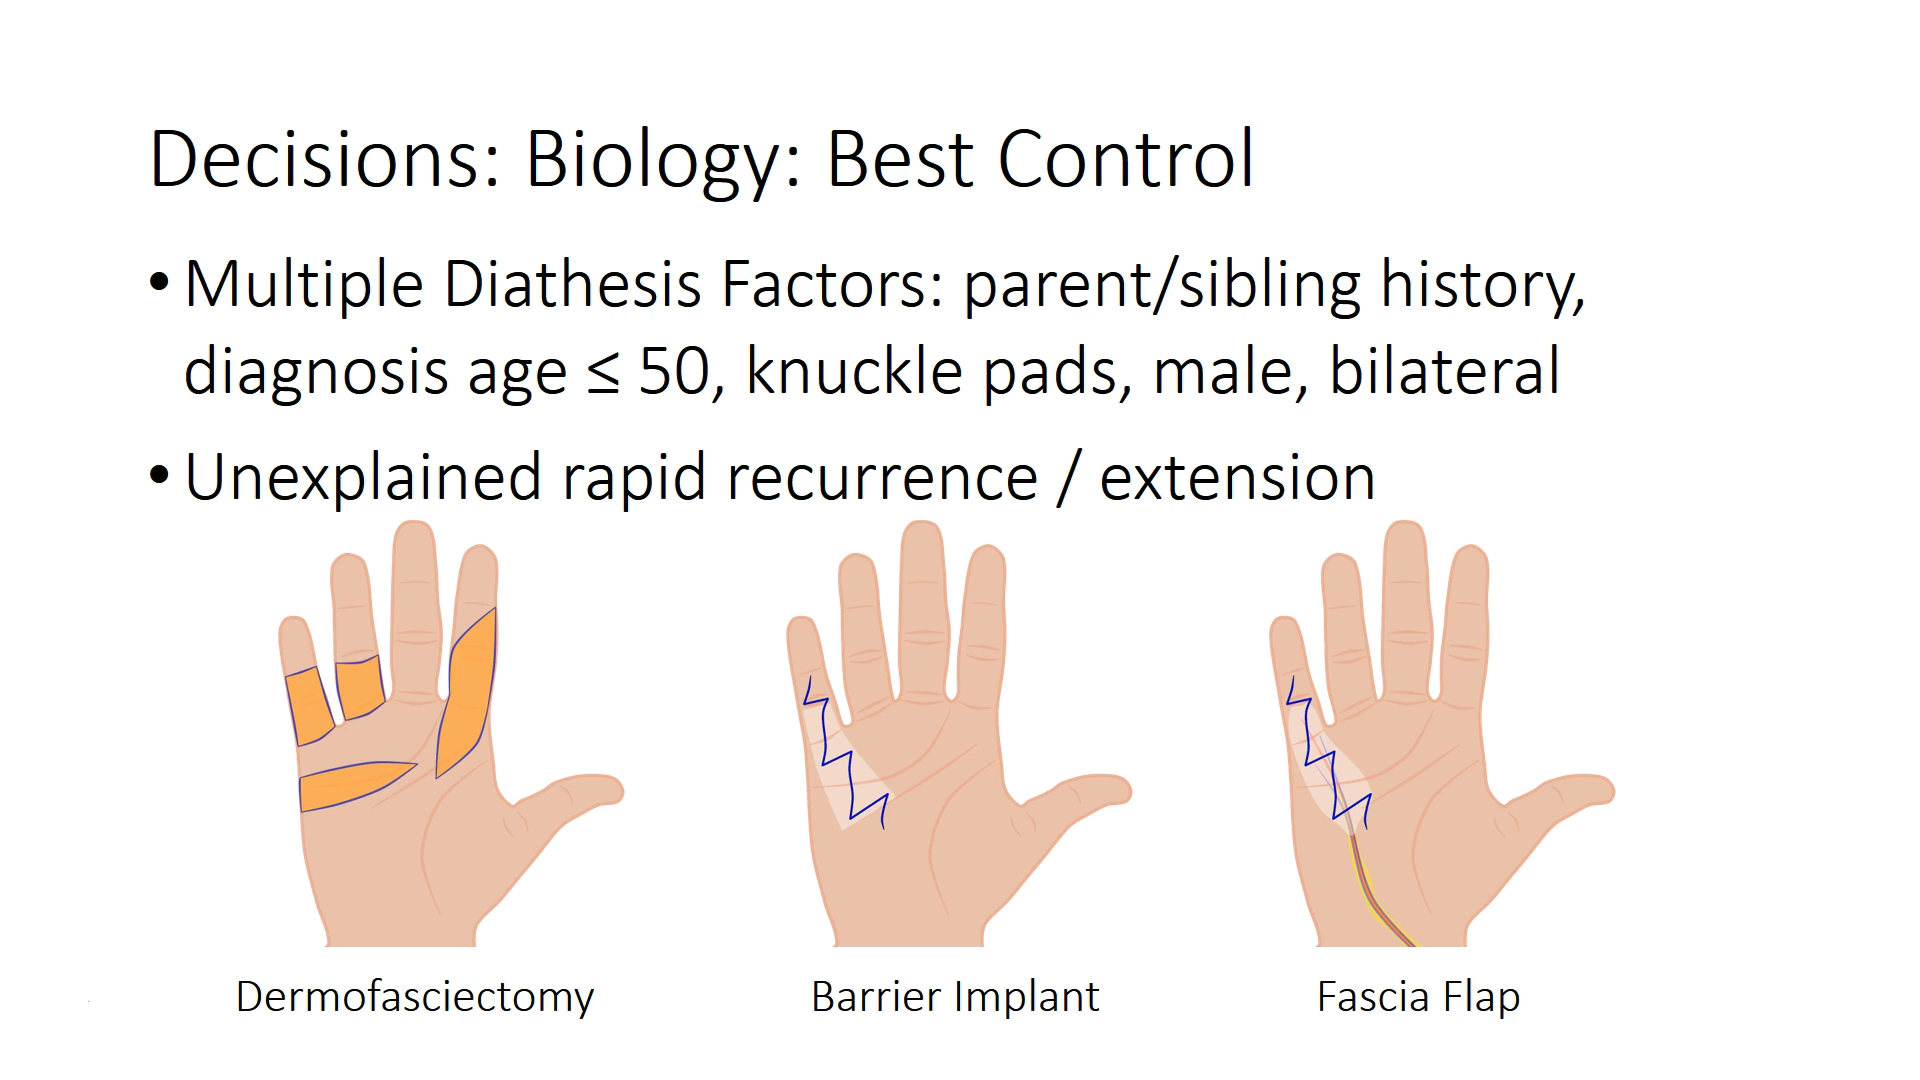 Decisions: Biology: Best Control
• Multiple Diathesis Factors: parent/sibling history,
diagnosis age ≤ 50, knuckle pads, male, bilateral
• Unexplained rapid recurrence / extension
Dermofasciectomy
Barrier Implant
Fascia Flap